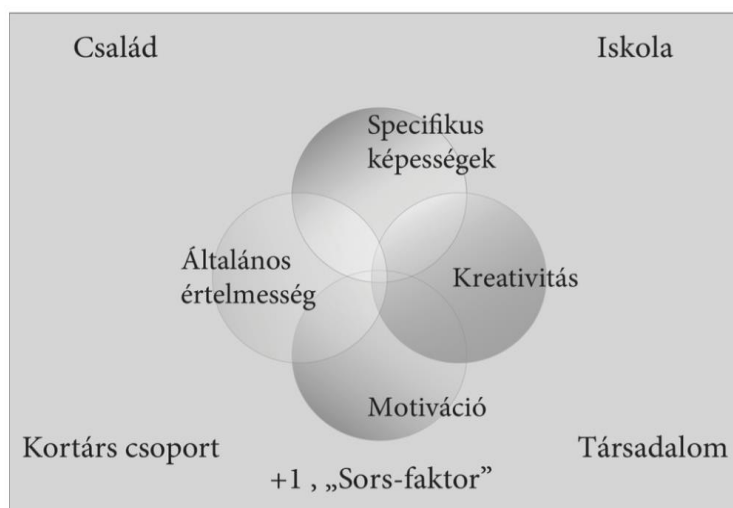 Család
Iskola
Specifikus
képességek
Általános
értelmesség
Kreativitás
Motiváció
Kortárs csoport
Társadalom
+1 , „Sors-faktor”